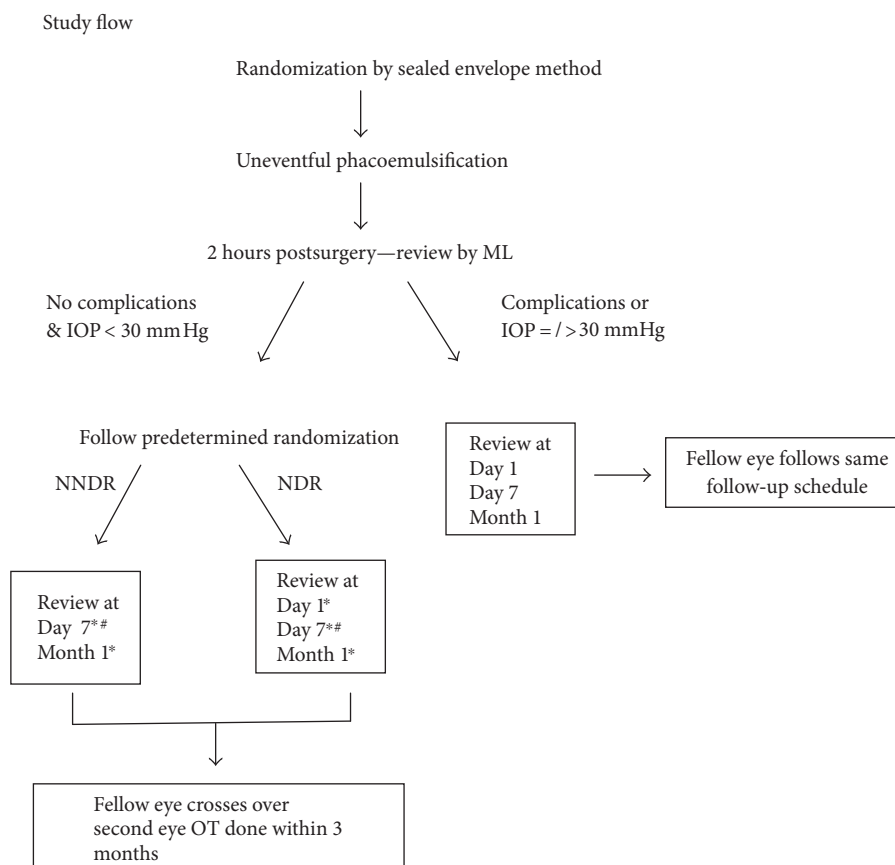 Study flow
Randomization by sealed envelope method
Uneventful phacoemulsification
2 hours postsurgery—review by ML
No complications
& IOP < 30 mmHg
Complications or
IOP = / > 30 mmHg
Follow predetermined randomization
NNDR
NDR
Review at
Day 1
Day 7
Month 1
Fellow eye follows same
follow-up schedule
Review at
Day 7*#
Month 1*
Review at
Day 1*
Day 7*#
Month 1*
Fellow eye crosses over
second eye OT done within 3
months